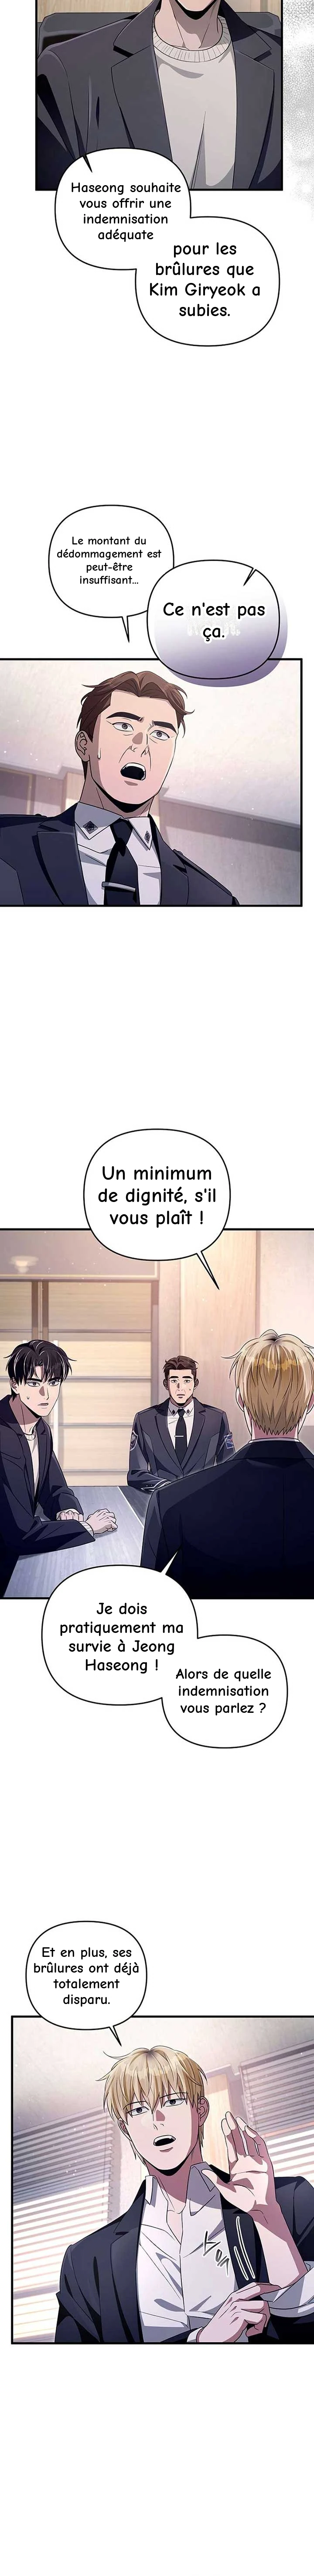 Haseong souhaite
vous offrir une
indemnisation
adéquate
pour les
brûlures que
Kim Giryeok a
subies.
Le montant du
dédommagement est
peut-être
insuffisant...
Ce n'est pas
ça.
Un minimum
de dignité, s'il
vous plaît !
Je dois
pratiquement ma
survie à Jeong
Haseong !
Alors de quelle
indemnisation
vous parlez ?
Et en plus, ses
brûlures ont déjà
totalement
disparu.